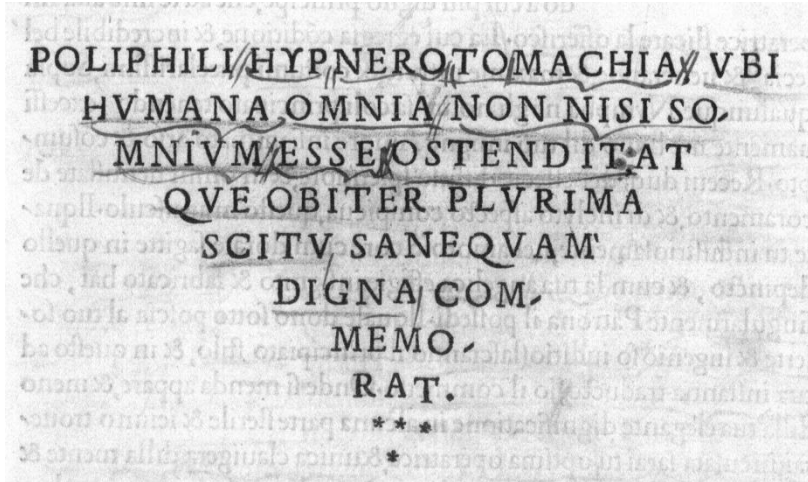 POLIPHILI HYPNEROTOMACHIA, VBI
HVMANA OMNIA NON NISI SO-
MNIVM ESSE OSTENDIT. AT
QVE OBITER PLVRIMA
SCITV SANEQVAM
DIGNA COM-
MEMO-
RAT.
***
*